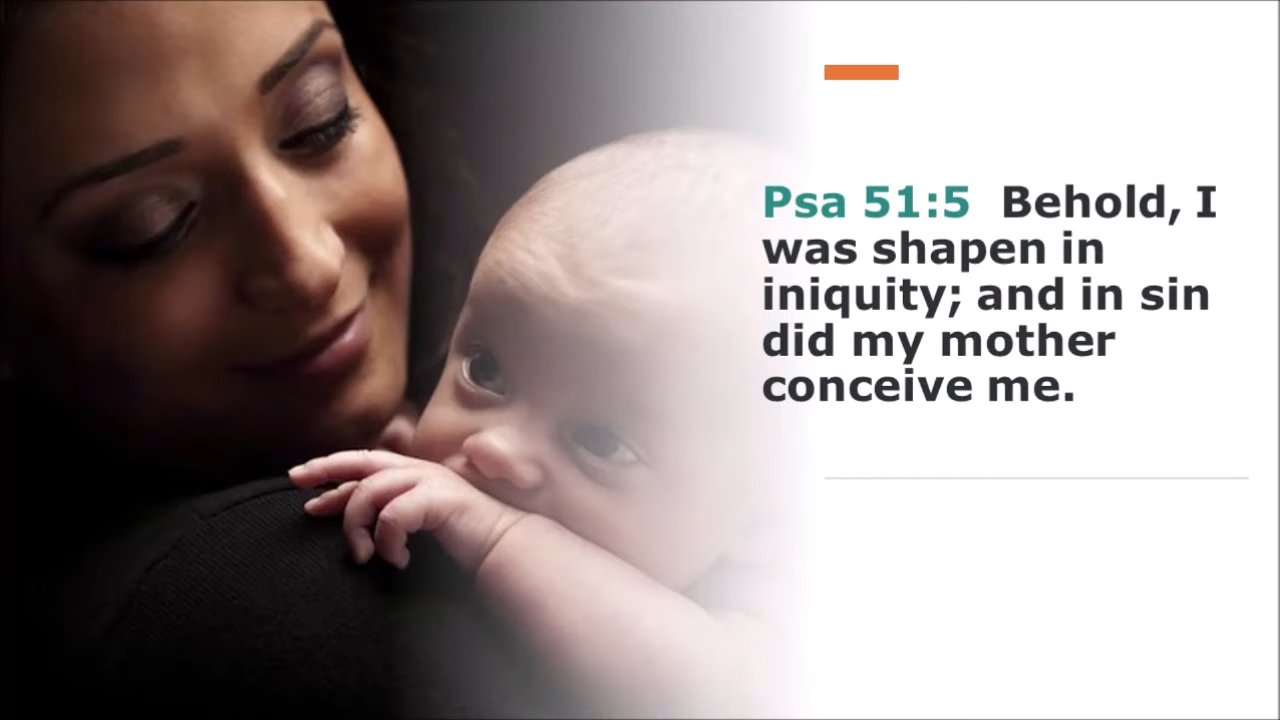 Psa 51:5  Behold, I
was shapen in
iniquity; and in sin
did my mother
conceive me.